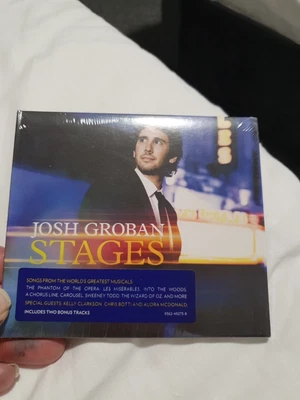 JOSH GROBAN
STAGES
SONGS FROM THE WORLD'S GREATEST MUSICALS
THE PHANTOM OF THE OPERA, LES MISÉRABLES, INTO THE WOODS,
A CHORUS LINE, CAROUSEL, SWEENEY TODD, THE WIZARD OF OZ, AND MORE
SPECIAL GUESTS: KELLY CLARKSON, CHRIS BOTTI AND AUDRA MCDONALD
INCLUDES TWO BONUS TRACKS